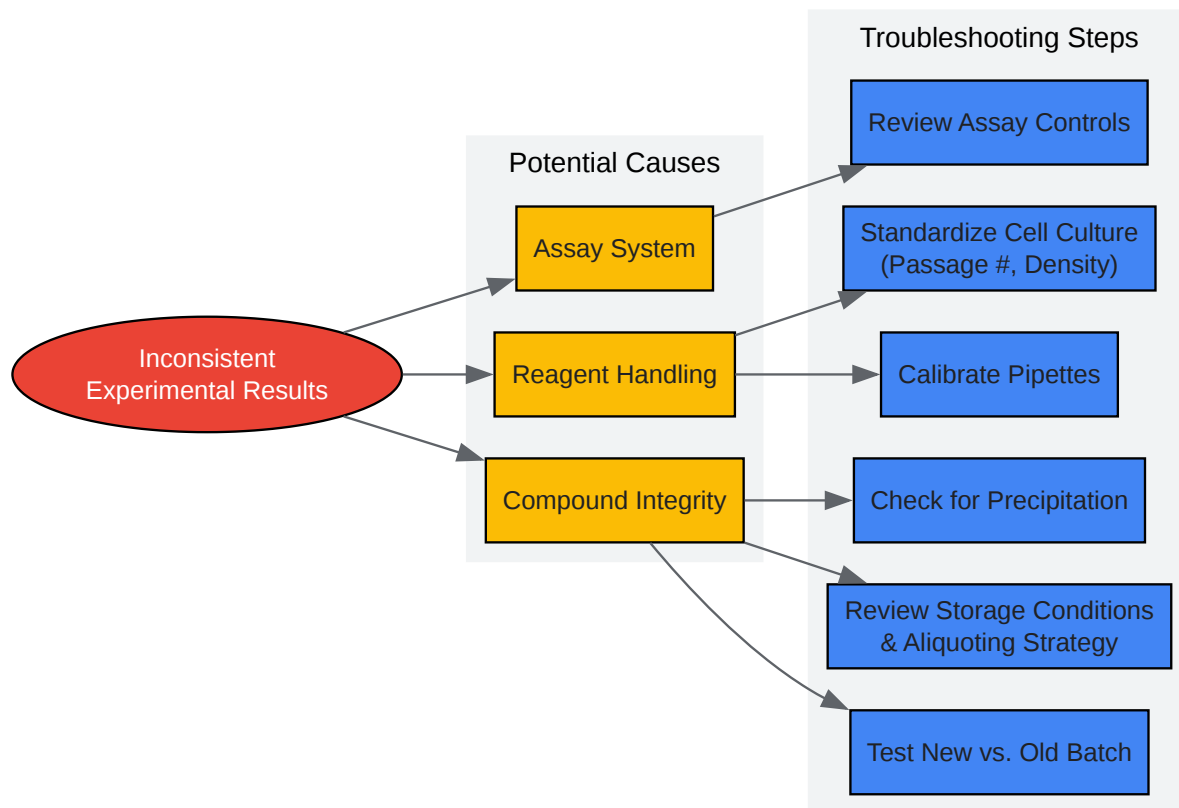 Troubleshooting Steps
Review Assay Controls
Potential Causes
Assay System
Standardize Cell Culture
(Passage #, Density)
Inconsistent
Experimental Results
Reagent Handling
Calibrate Pipettes
Compound Integrity
Check for Precipitation
Review Storage Conditions
& Aliquoting Strategy
Test New vs. Old Batch